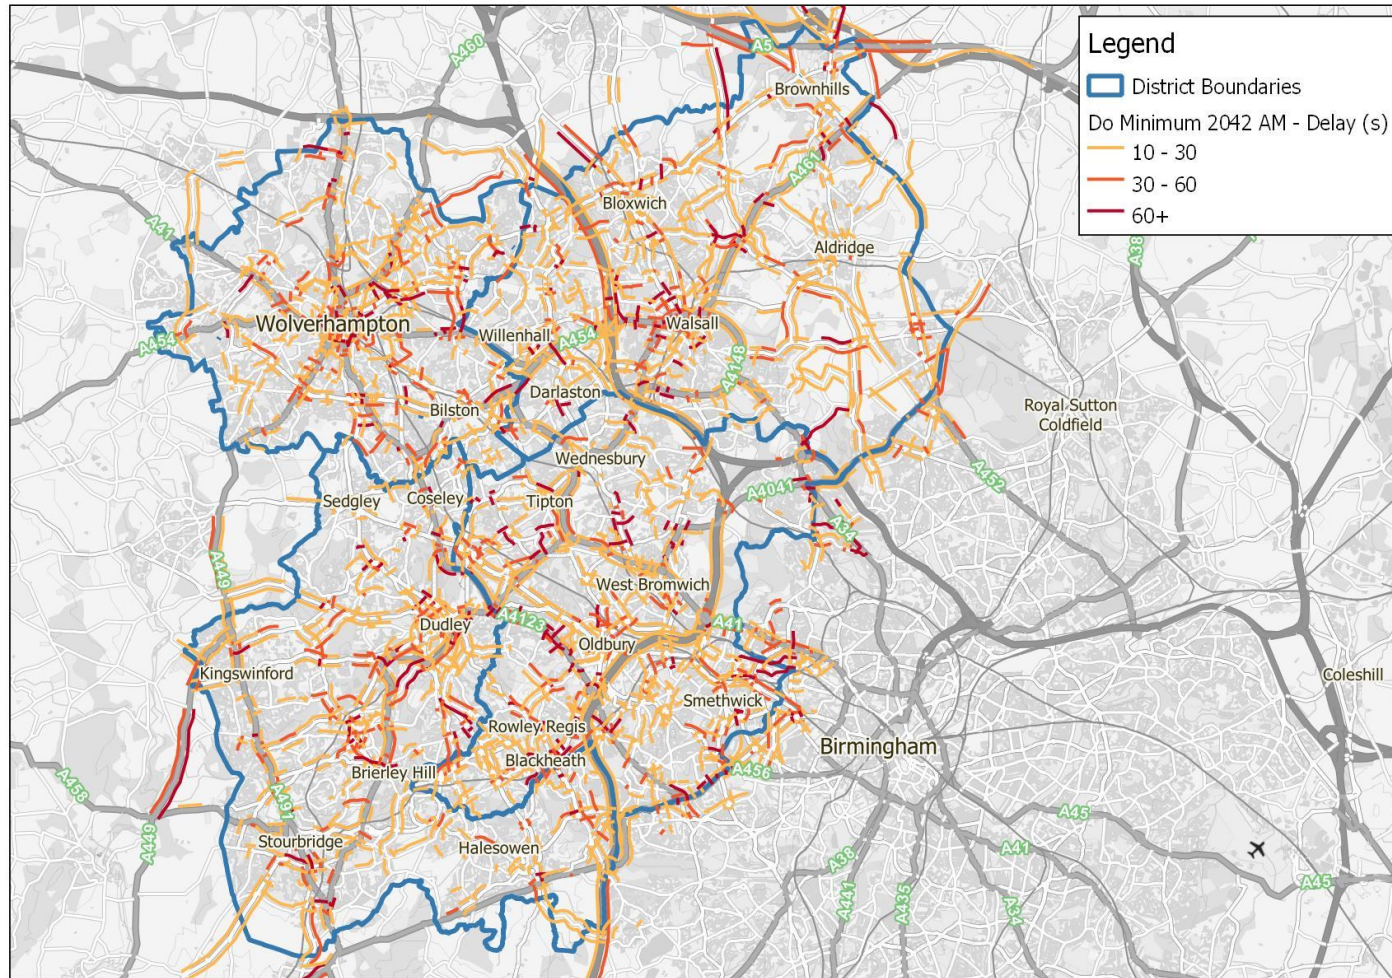 Legend
District Boundaries
Do Minimum 2042 AM - Delay (s)
10 - 30
30 - 60
60+
A460
A5
Brownhills
A461
Bloxwich
A41
Aldridge
A38
Wolverhampton
Willenhall
A454
Walsall
A454
A4148
Darlaston
Bilston
Royal Sutton
Coldfield
Wednesbury
A452
Sedgley
Coseley
Tipton
A4041
A34
A449
West Bromwich
Dudley
A4123
A41
Oldbury
Kingswinford
Coleshill
Smethwick
Rowley Regis
Birmingham
Blackheath
Brierley Hill
A456
A458
A491
A449
Stourbridge
Halesowen
A45
A41
A38
A441
A435
A34
A45